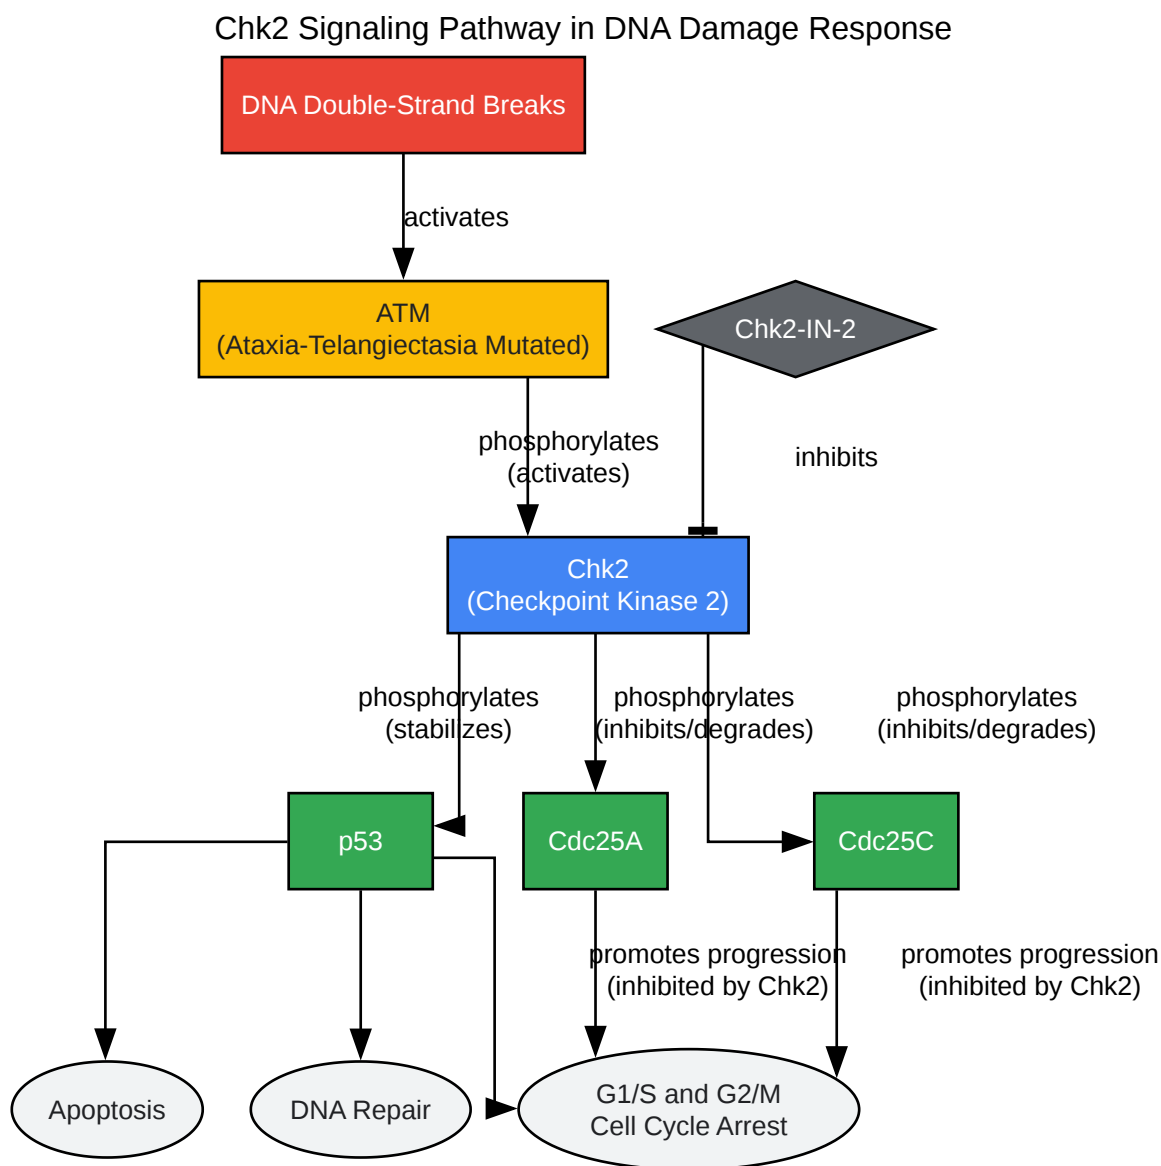 Chk2 Signaling Pathway in DNA Damage Response
DNA Double-Strand Breaks
activates
ATM
(Ataxia-Telangiectasia Mutated)
Chk2-IN-2
phosphorylates
(activates)
inhibits
Chk2
(Checkpoint Kinase 2)
phosphorylates
(stabilizes)
phosphorylates
(inhibits/degrades)
phosphorylates
(inhibits/degrades)
p53
Cdc25A
Cdc25C
promotes progression
(inhibited by Chk2)
promotes progression
(inhibited by Chk2)
Apoptosis
DNA Repair
G1/S and G2/M
Cell Cycle Arrest